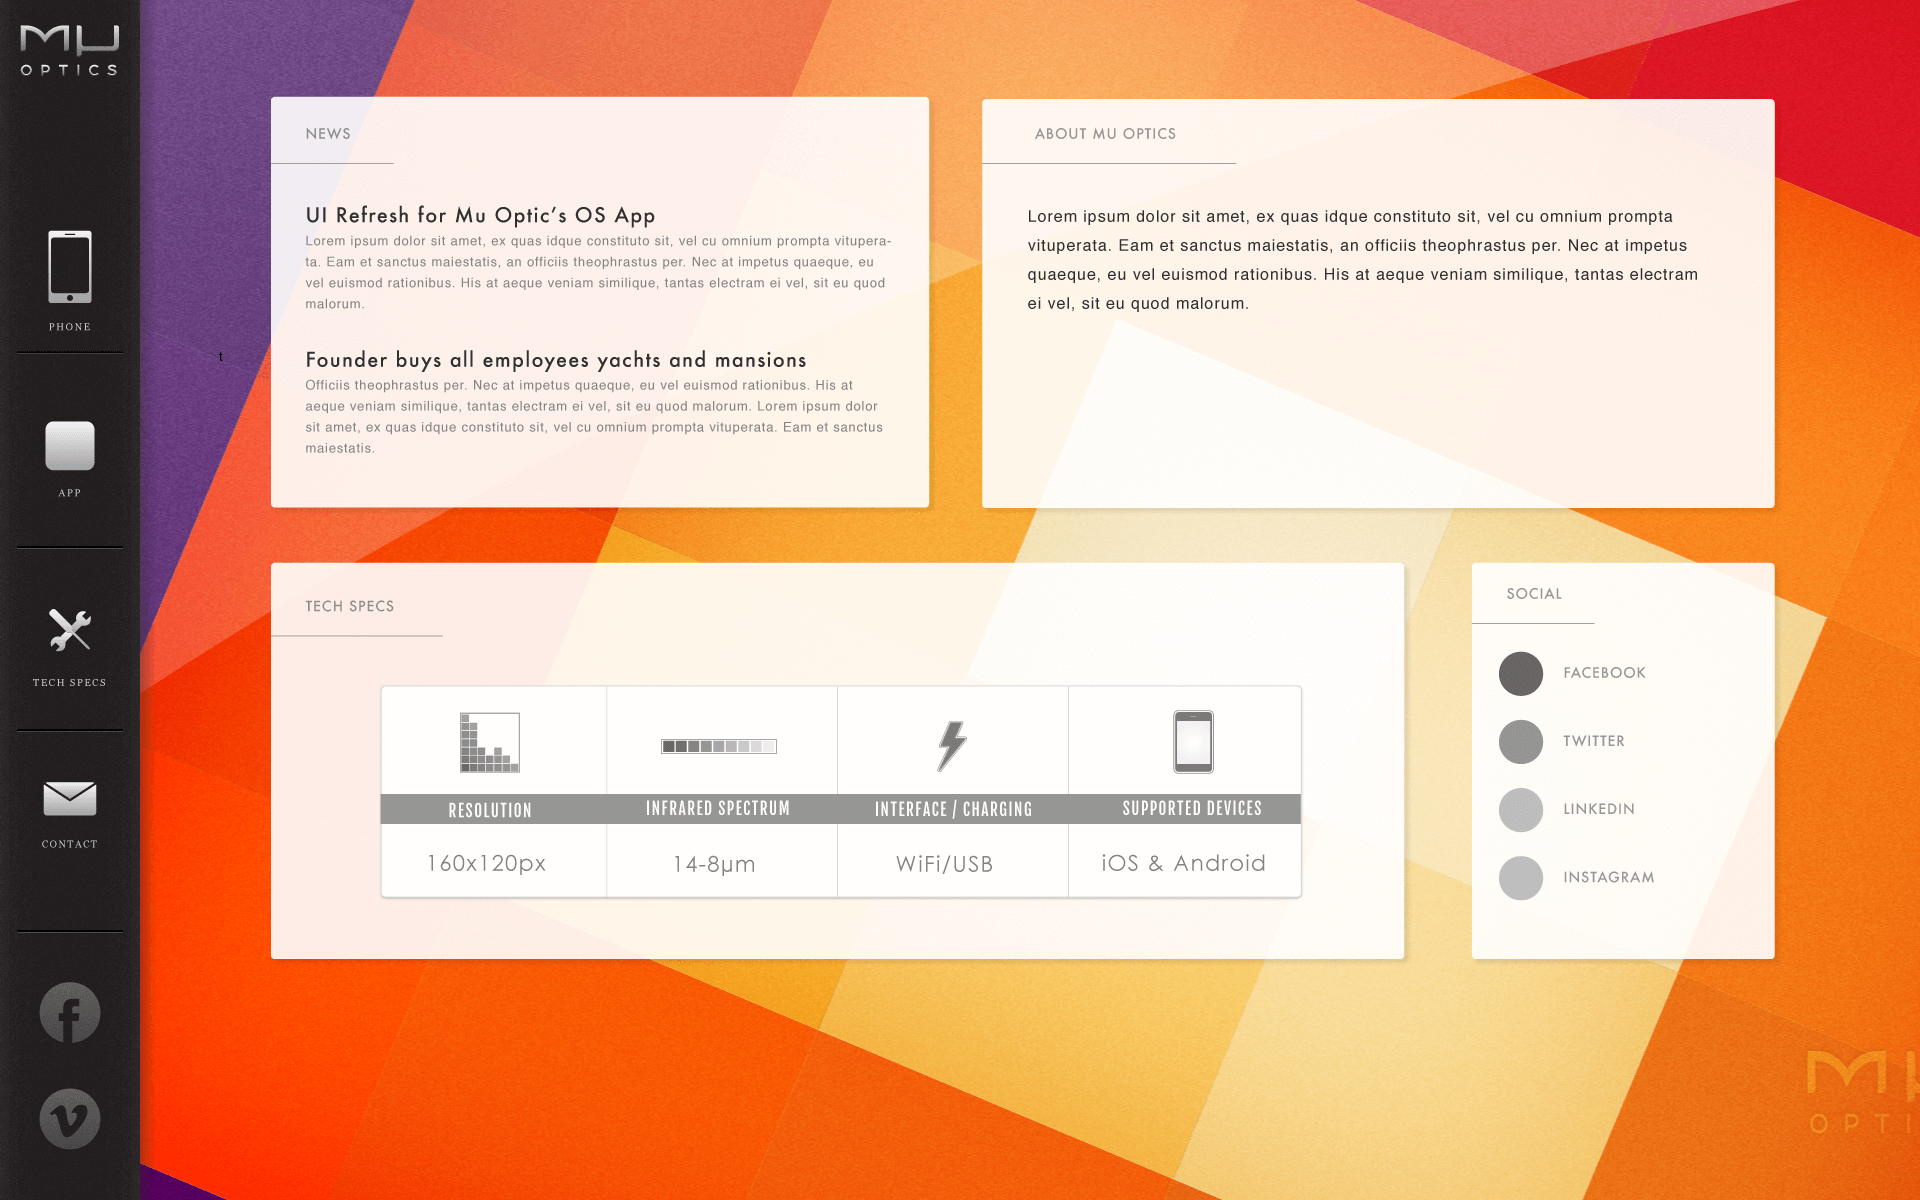 MU
OPTICS
PHONE
APP
TECH SPECS
CONTACT
t
NEWS
UI Refresh for Mu Optic’s OS App
Lorem ipsum dolor sit amet, ex quas idque constituto sit, vel cu omnium prompta vitupera-
ta. Eam et sanctus maiestatis, an officiis theophrastus per. Nec at impetus quaeque, eu
vel euismod rationibus. His at aeque veniam similique, tantas electram ei vel, sit eu quod
malorum.
Founder buys all employees yachts and mansions
Officiis theophrastus per. Nec at impetus quaeque, eu vel euismod rationibus. His at
aeque veniam similique, tantas electram ei vel, sit eu quod malorum. Lorem ipsum dolor
sit amet, ex quas idque constituto sit, vel cu omnium prompta vituperata. Eam et sanctus
maiestatis.
ABOUT MU OPTICS
Lorem ipsum dolor sit amet, ex quas idque constituto sit, vel cu omnium prompta
vituperata. Eam et sanctus maiestatis, an officiis theophrastus per. Nec at impetus
quaeque, eu vel euismod rationibus. His at aeque veniam similique, tantas electram
ei vel, sit eu quod malorum.
TECH SPECS
RESOLUTION
INFRARED SPECTRUM
INTERFACE / CHARGING
SUPPORTED DEVICES
160x120px
14-8µm
WiFi/USB
iOS & Android
SOCIAL
FACEBOOK
TWITTER
LINKEDIN
INSTAGRAM
M
OPTI